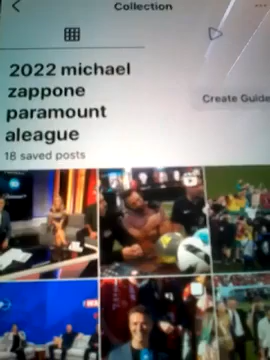 Collection
2022 michael
zappone
paramount
aleague
Create Guide
18 saved posts